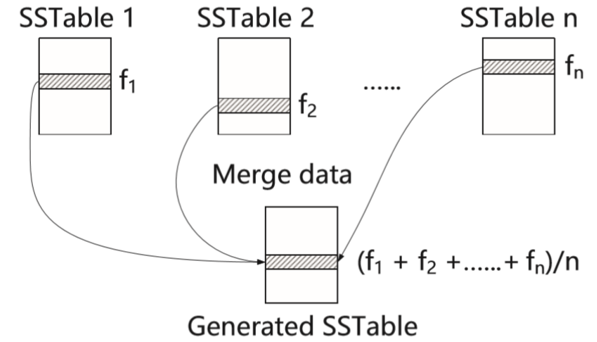 SSTable 1
SSTable 2
SSTable n
f1
f2
......
fn
Merge data
(f1 + f2 +......+ fn)/n
Generated SSTable